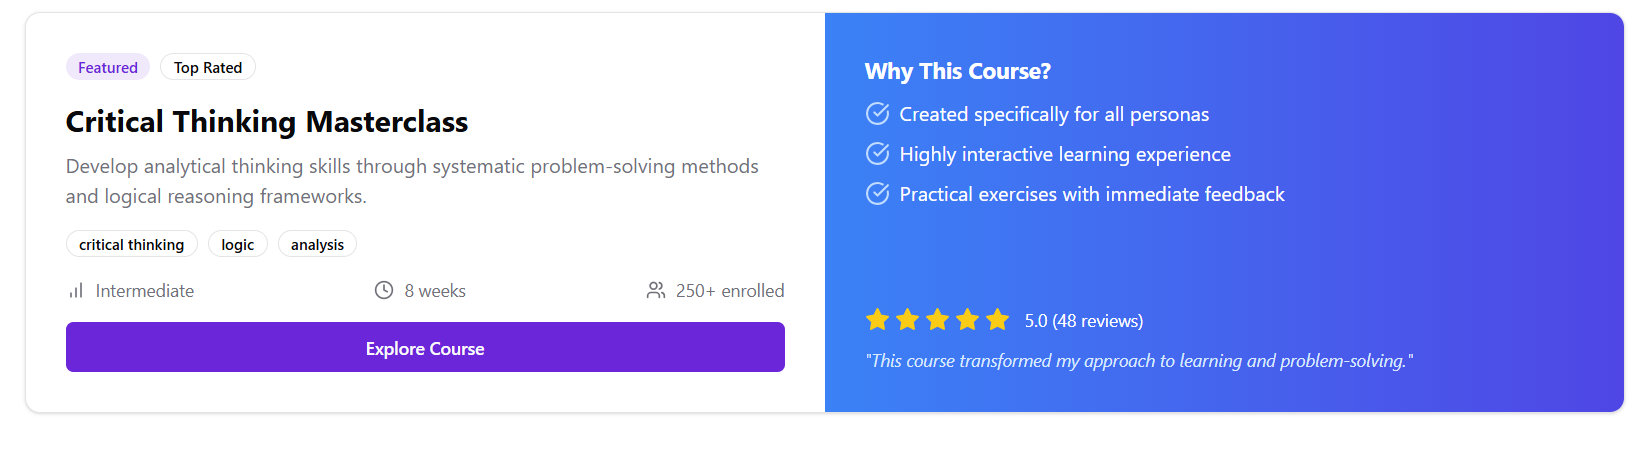 Featured
Top Rated
Critical Thinking Masterclass
Develop analytical thinking skills through systematic problem-solving methods
and logical reasoning frameworks.
critical thinking
logic
analysis
Intermediate
8 weeks
250+ enrolled
Explore Course
Why This Course?
Created specifically for all personas
Highly interactive learning experience
Practical exercises with immediate feedback
5.0 (48 reviews)
"This course transformed my approach to learning and problem-solving."